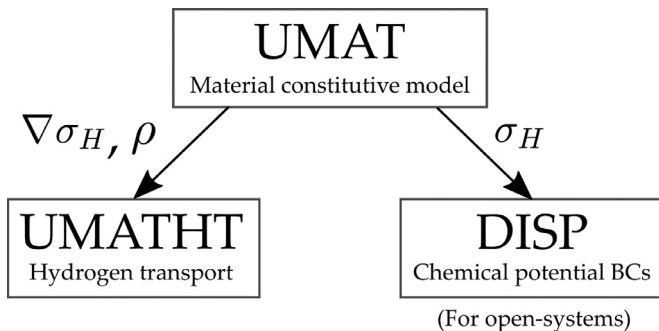 UMAT
Material constitutive model
∇σ_H, ρ
σ_H
UMATHT
Hydrogen transport
DISP
Chemical potential BCs
(For open-systems)